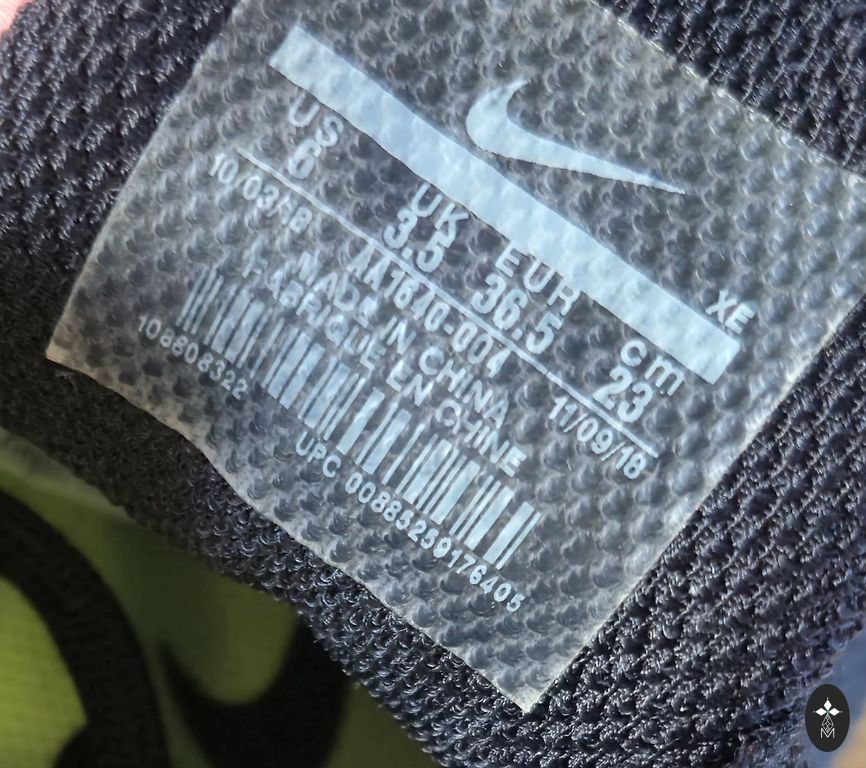 XE
US UK EUR cm
6 3.5 36.5 23
10/03/18 AA1640-004 11/09/18
MADE IN CHINA
FABRIQUE EN CHINE
108808322
UPC 00885259176405
M